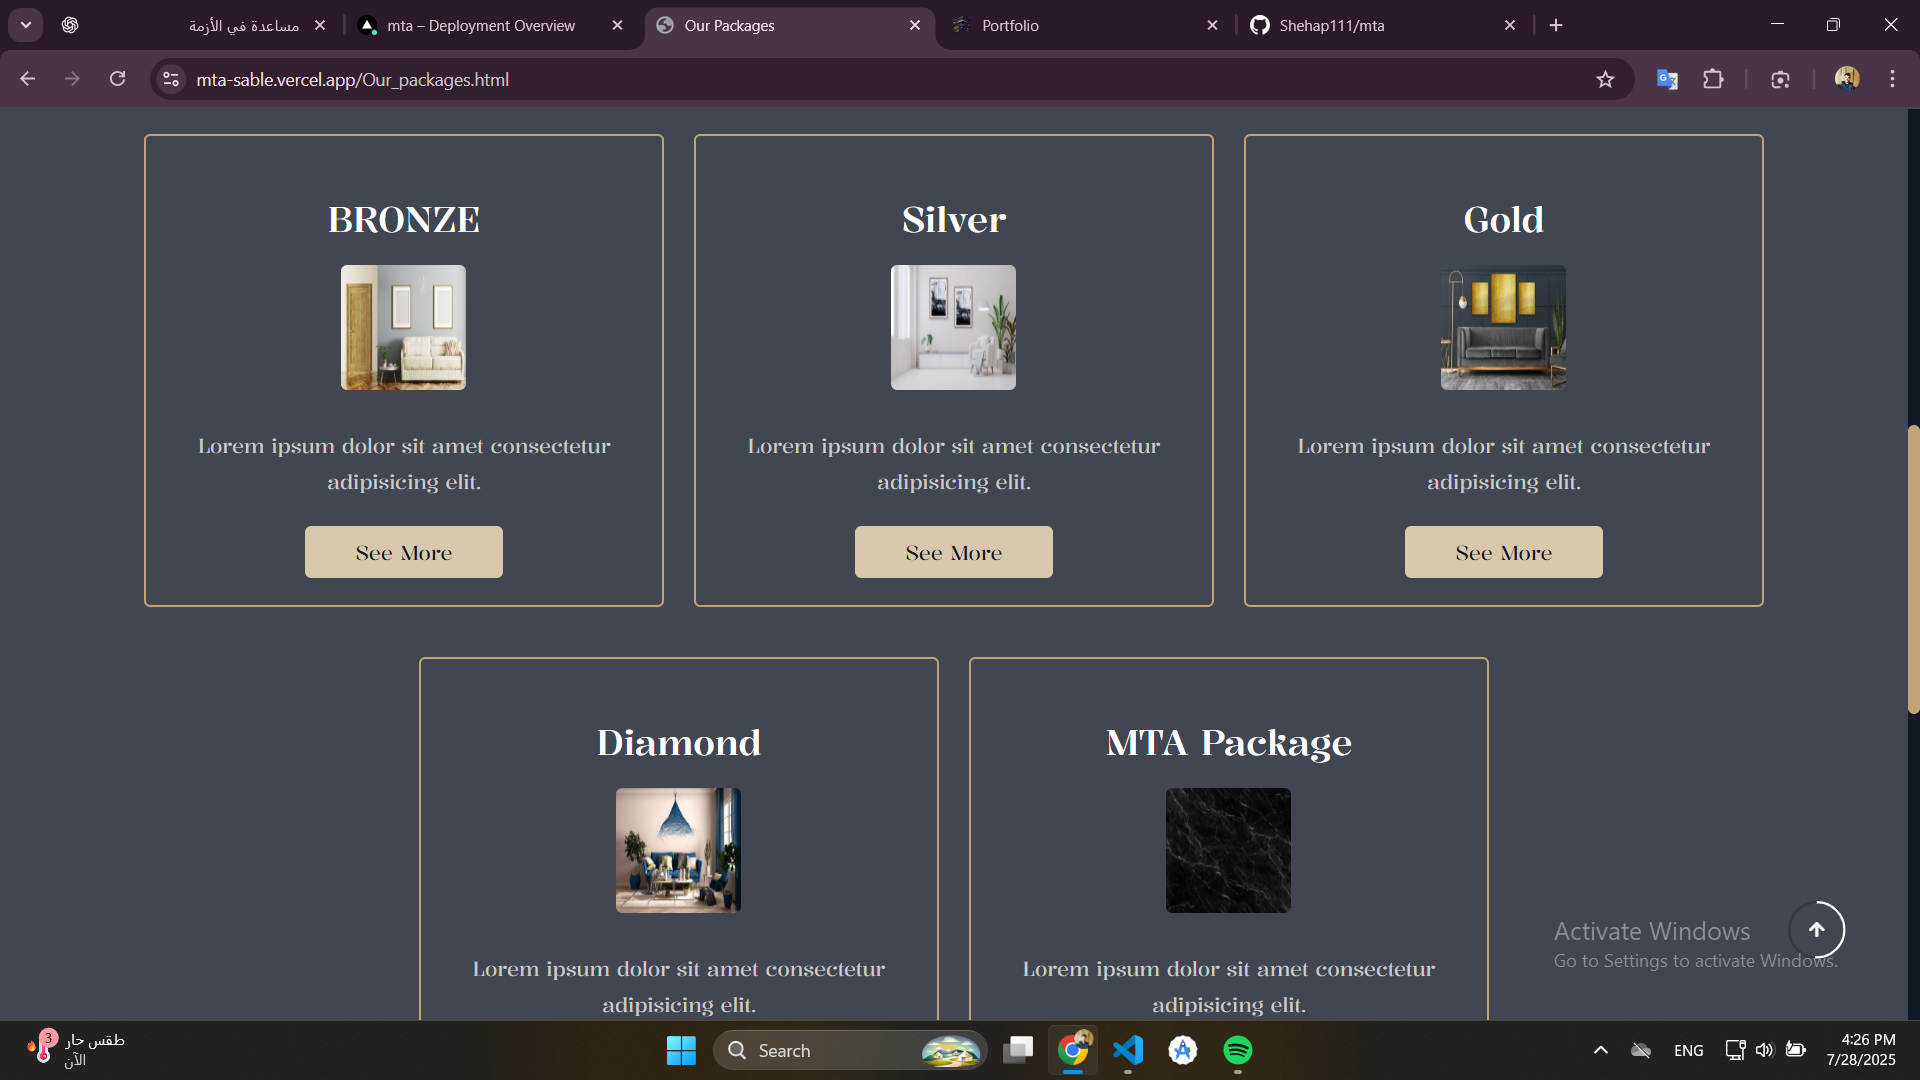 مساعدة في الأزمة
mta – Deployment Overview
Our Packages
Portfolio
Shehap111/mta
mta-sable.vercel.app/Our_packages.html
BRONZE
Silver
Gold
Lorem ipsum dolor sit amet consectetur
adipisicing elit.
Lorem ipsum dolor sit amet consectetur
adipisicing elit.
Lorem ipsum dolor sit amet consectetur
adipisicing elit.
See More
See More
See More
Diamond
MTA Package
Lorem ipsum dolor sit amet consectetur
adipisicing elit.
Lorem ipsum dolor sit amet consectetur
adipisicing elit.
Activate Windows
Go to Settings to activate Windows.
3
طقس حار
الآن
Search
ENG
4:26 PM
7/28/2025